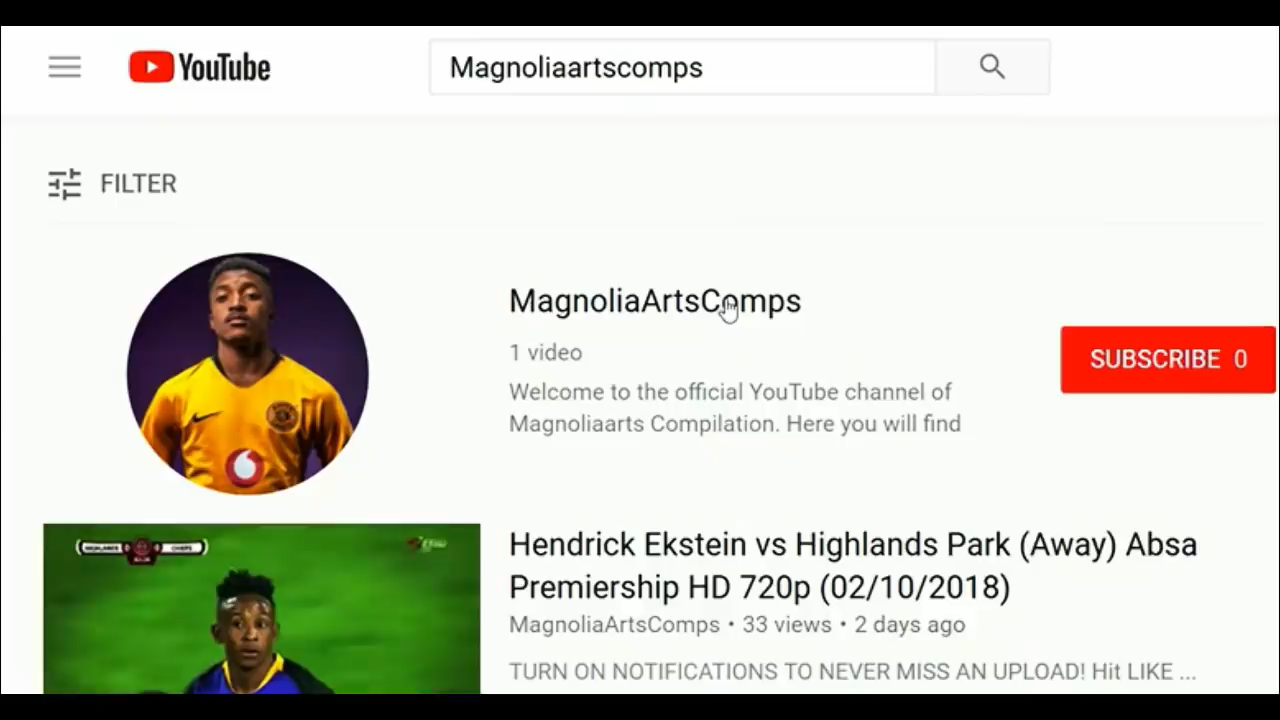 YouTube
Magnoliaartscomps
FILTER
MagnoliaArtsComps
1 video
SUBSCRIBE 0
Welcome to the official YouTube channel of
Magnoliaarts Compilation. Here you will find
HIGHLANDS CHIEFS
Hendrick Ekstein vs Highlands Park (Away) Absa
Premiership HD 720p (02/10/2018)
MagnoliaArtsComps • 33 views • 2 days ago
TURN ON NOTIFICATIONS TO NEVER MISS AN UPLOAD! Hit LIKE ...